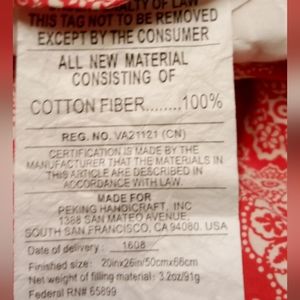 ALTY OF LAW
THIS TAG NOT TO BE REMOVED
EXCEPT BY THE CONSUMER
ALL NEW MATERIAL
CONSISTING OF
COTTON FIBER........100%
REG. NO. VA21121 (CN)
CERTIFICATION IS MADE BY THE
MANUFACTURER THAT THE MATERIALS IN
THIS ARTICLE ARE DESCRIBED IN
ACCORDANCE WITH LAW.
MADE FOR
PEKING HANDICRAFT, INC
1388 SAN MATEO AVENUE,
SOUTH SAN FRANCISCO, CA 94080. USA
Date of delivery: 1608
Finished size: 20inx26in/50cmx66cm
Net weight of filling material: 3.2oz/91g
Federal RN# 65899